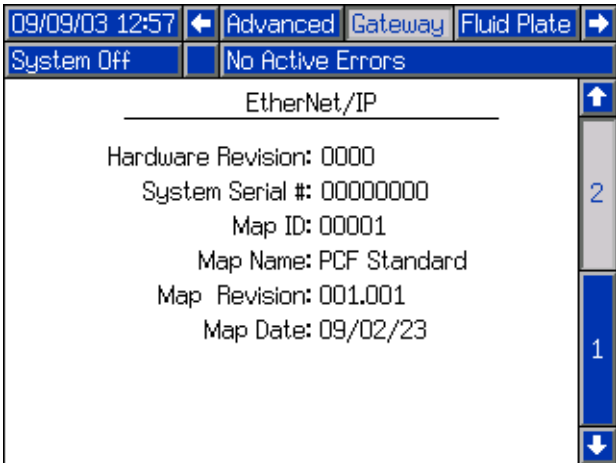 09/09/03 12:57 Advanced Gateway Fluid Plate
System Off No Active Errors
EtherNet/IP
Hardware Revision: 0000
System Serial #: 00000000
Map ID: 00001
Map Name: PCF Standard
Map Revision: 001.001
Map Date: 09/02/23
2
1